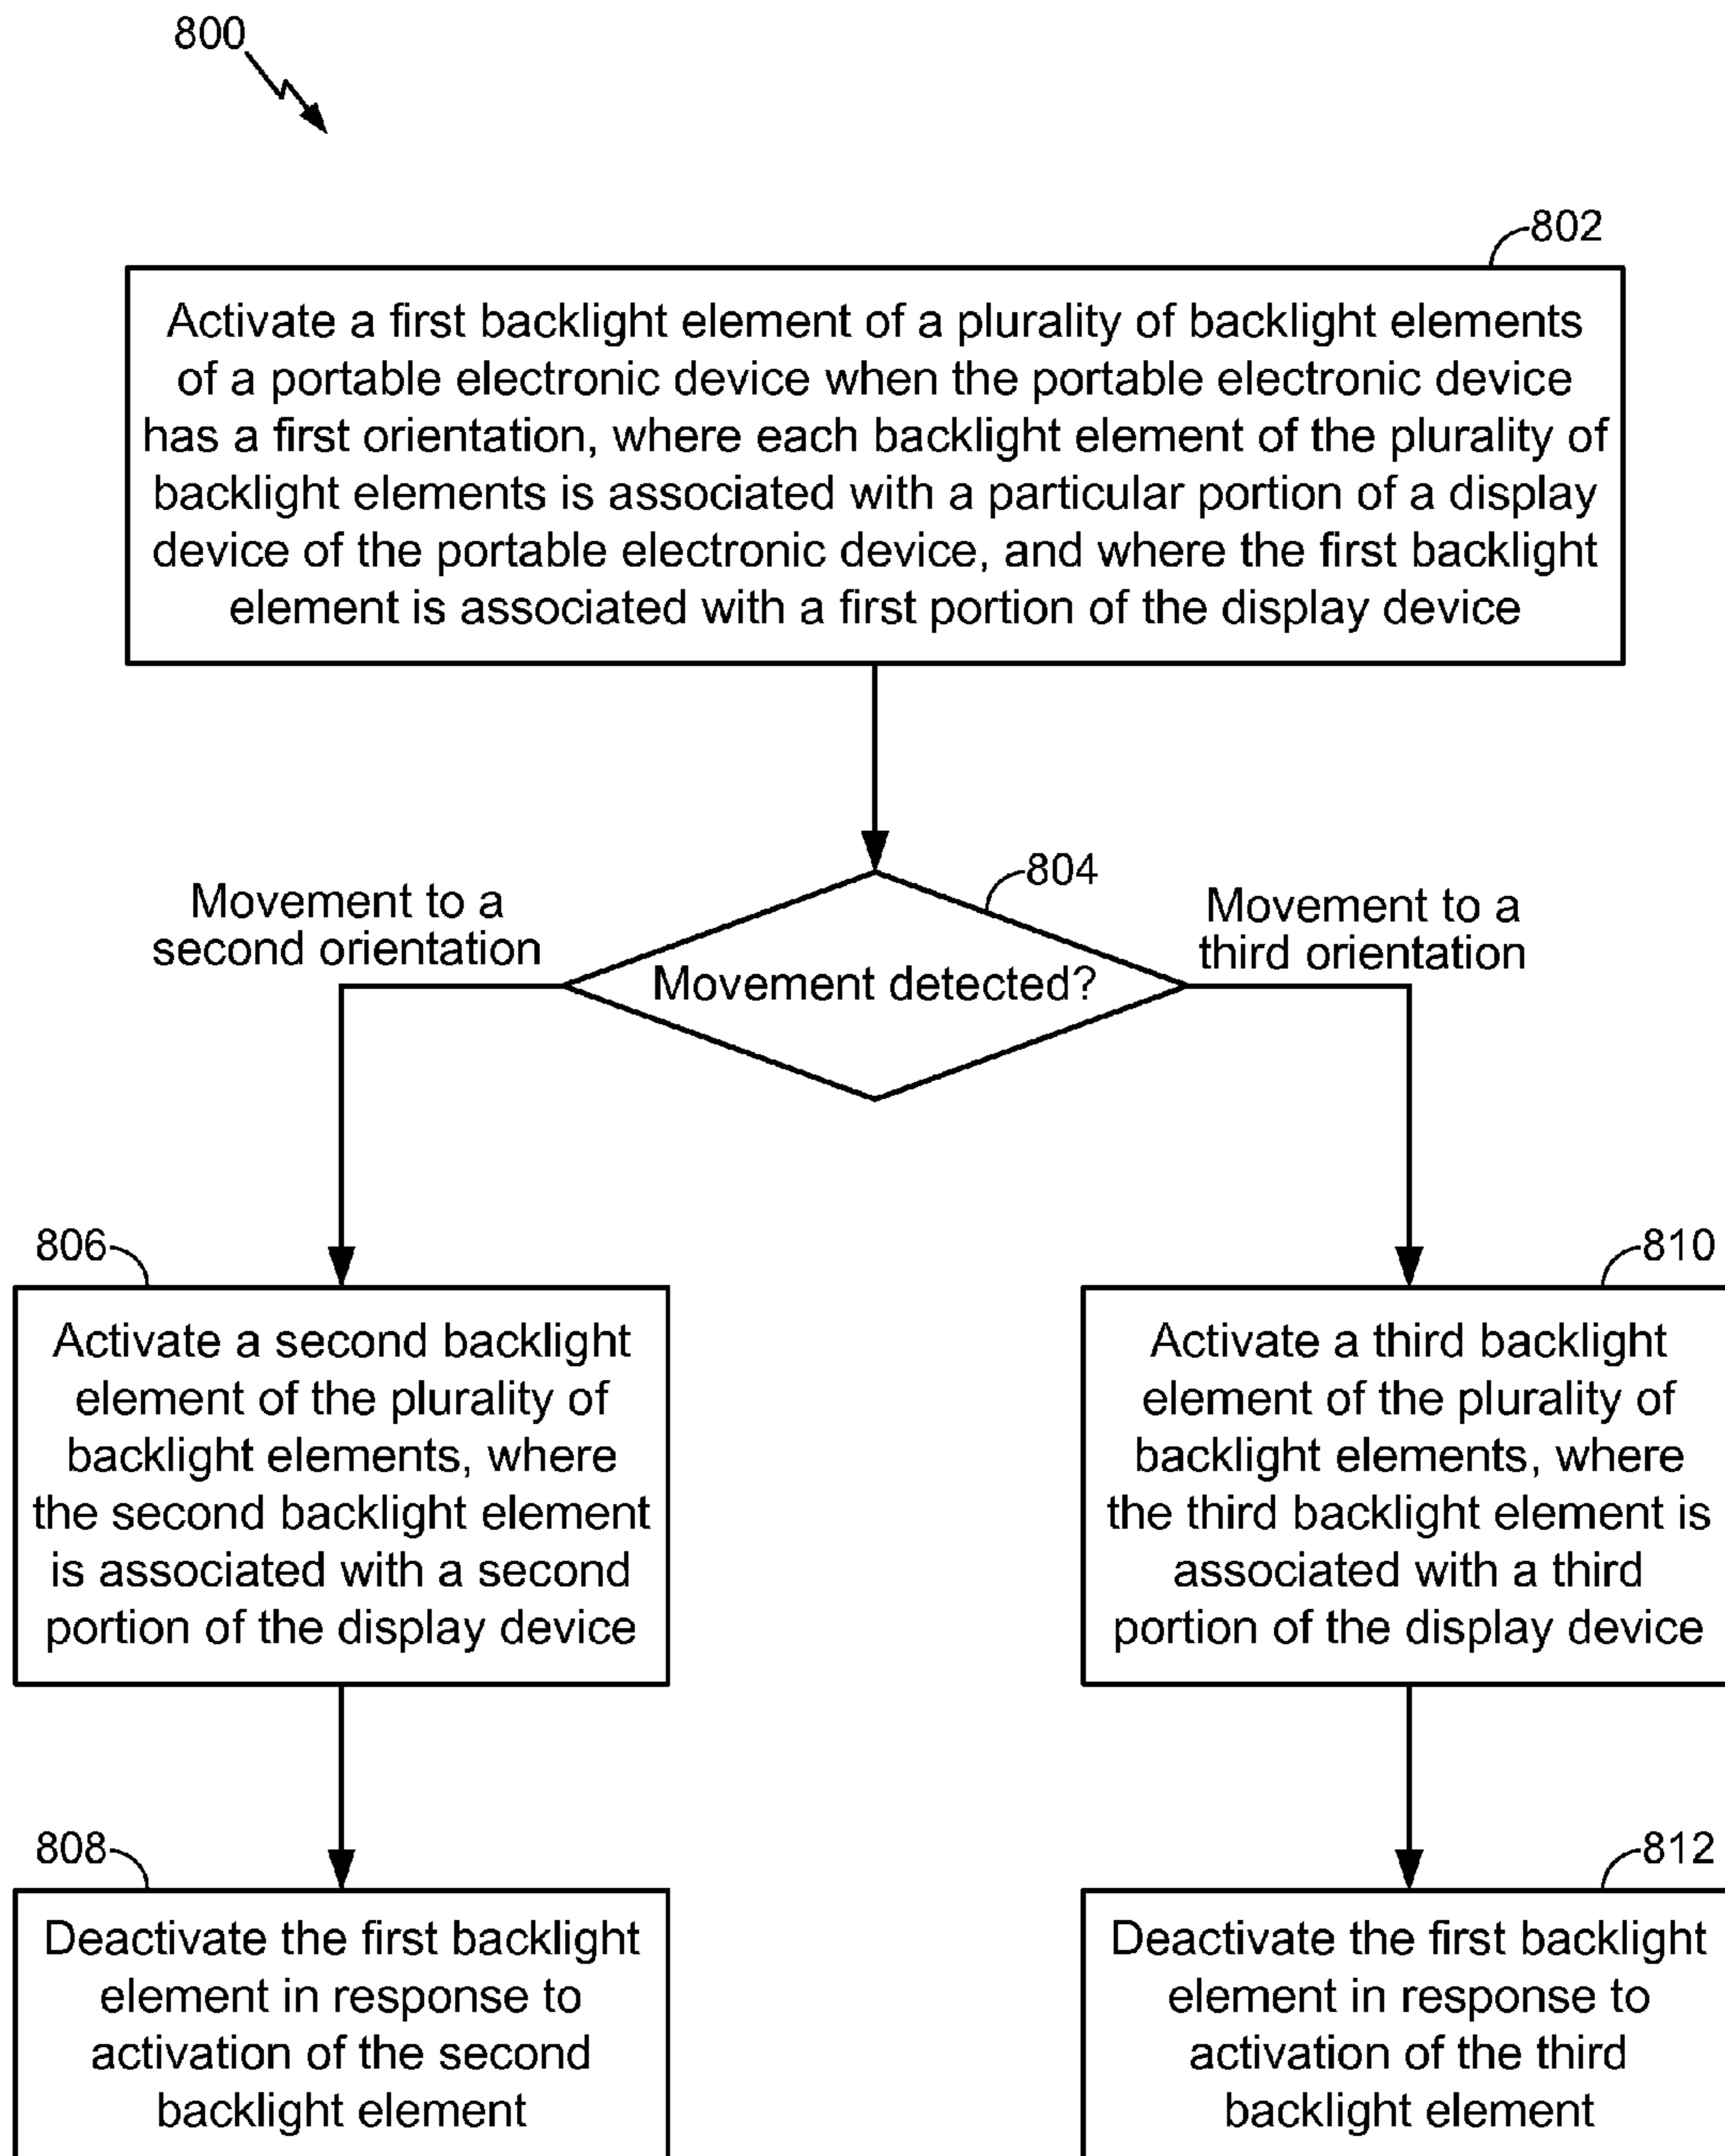 800
802
Activate a first backlight element of a plurality of backlight elements
of a portable electronic device when the portable electronic device
has a first orientation, where each backlight element of the plurality of
backlight elements is associated with a particular portion of a display
device of the portable electronic device, and where the first backlight
element is associated with a first portion of the display device
804
Movement to a
second orientation
Movement detected?
Movement to a
third orientation
806
Activate a second backlight
element of the plurality of
backlight elements, where
the second backlight element
is associated with a second
portion of the display device
810
Activate a third backlight
element of the plurality of
backlight elements, where
the third backlight element is
associated with a third
portion of the display device
808
Deactivate the first backlight
element in response to
activation of the second
backlight element
812
Deactivate the first backlight
element in response to
activation of the third
backlight element